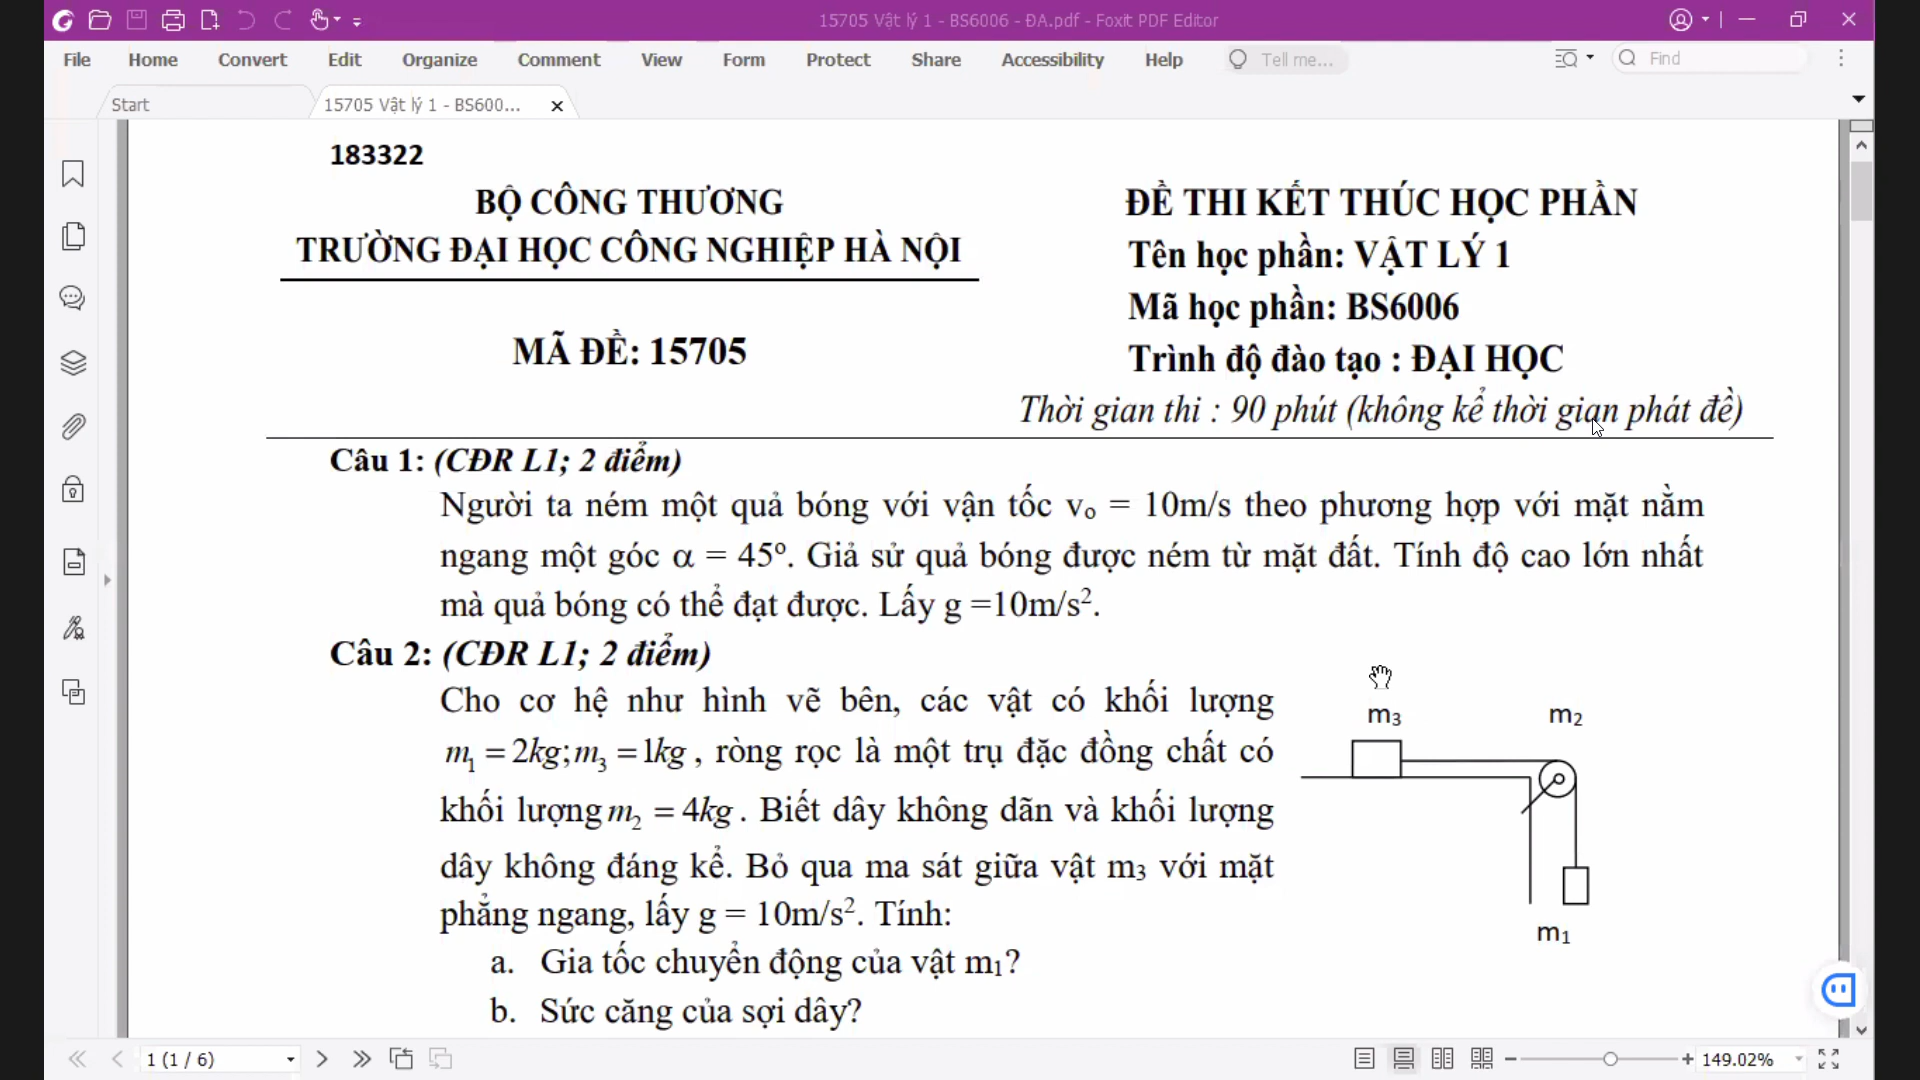 15705 Vật lý 1 - BS6006 - ĐA.pdf - Foxit PDF Editor
File Home Convert Edit Organize Comment View Form Protect Share Accessibility Help Tell me... Find
Start 15705 Vật lý 1 - BS600...
183322
BỘ CÔNG THƯƠNG
TRƯỜNG ĐẠI HỌC CÔNG NGHIỆP HÀ NỘI
MÃ ĐỀ: 15705
ĐỀ THI KẾT THÚC HỌC PHẦN
Tên học phần: VẬT LÝ 1
Mã học phần: BS6006
Trình độ đào tạo : ĐẠI HỌC
Thời gian thi : 90 phút (không kể thời gian phát đề)
Câu 1: (CĐR L1; 2 điểm)
Người ta ném một quả bóng với vận tốc vₒ = 10m/s theo phương hợp với mặt nằm
ngang một góc α = 45º. Giả sử quả bóng được ném từ mặt đất. Tính độ cao lớn nhất
mà quả bóng có thể đạt được. Lấy g =10m/s².
Câu 2: (CĐR L1; 2 điểm)
Cho cơ hệ như hình vẽ bên, các vật có khối lượng
m₁ = 2kg; m₃ = 1kg , ròng rọc là một trụ đặc đồng chất có
khối lượng m₂ = 4kg . Biết dây không dãn và khối lượng
dây không đáng kể. Bỏ qua ma sát giữa vật m₃ với mặt
phẳng ngang, lấy g = 10m/s². Tính:
a. Gia tốc chuyển động của vật m₁?
b. Sức căng của sợi dây?
m₃ m₂
m₁
1 (1 / 6) 149.02%